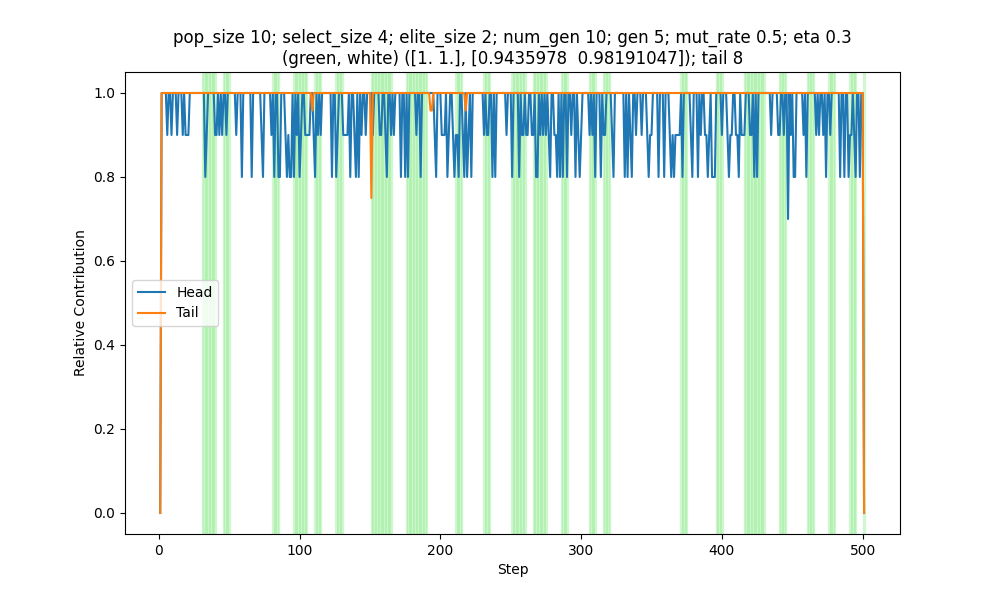 pop_size 10; select_size 4; elite_size 2; num_gen 10; gen 5; mut_rate 0.5; eta 0.3
(green, white) ([1. 1.], [0.9435978  0.98191047]); tail 8
1.0
0.8
0.6
0.4
0.2
0.0
Relative Contribution
Head
Tail
0
100
200
300
400
500
Step